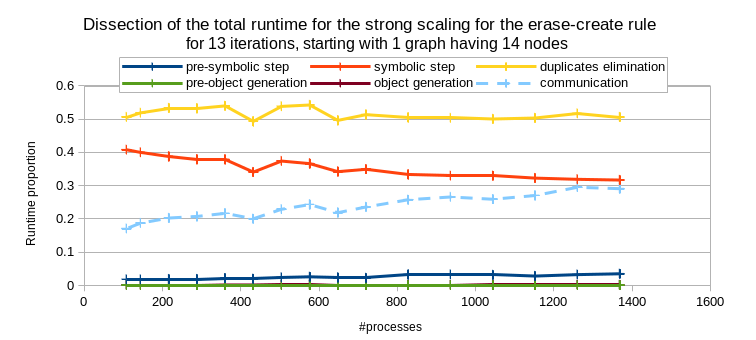 Dissection of the total runtime for the strong scaling for the erase-create rule
for 13 iterations, starting with 1 graph having 14 nodes
pre-symbolic step symbolic step duplicates elimination
pre-object generation object generation communication
0.6
0.5
0.4
0.3
0.2
0.1
0
Runtime proportion
0 200 400 600 800 1000 1200 1400 1600
#processes